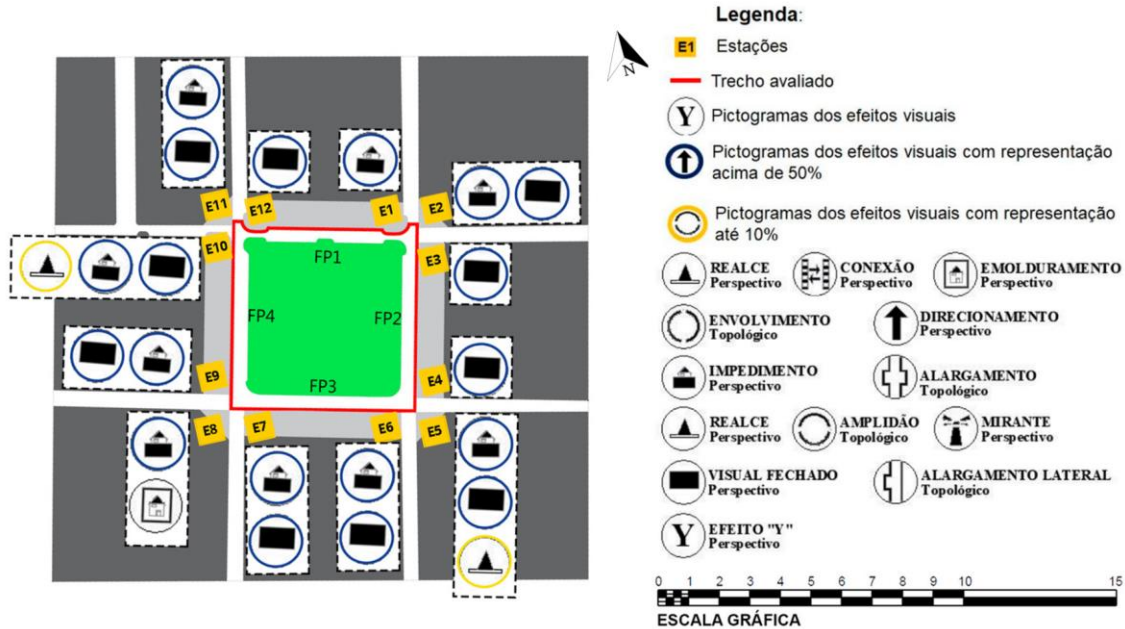 E11
E12
E1
E2
E10
FP1
E3
FP4
FP2
E9
FP3
E4
E8
E7
E6
E5
N
Legenda:
E1 Estações
Trecho avaliado
Y Pictogramas dos efeitos visuais
Pictogramas dos efeitos visuais com representação
acima de 50%
Pictogramas dos efeitos visuais com representação
até 10%
REALCE
Perspectivo
CONEXÃO
Perspectivo
EMOLDURAMENTO
Perspectivo
ENVOLVIMENTO
Topológico
DIRECIONAMENTO
Perspectivo
IMPEDIMENTO
Perspectivo
ALARGAMENTO
Topológico
REALCE
Perspectivo
AMPLIDÃO
Topológico
MIRANTE
Perspectivo
VISUAL FECHADO
Perspectivo
ALARGAMENTO LATERAL
Topológico
Y EFEITO "Y"
Perspectivo
0 1 2 3 4 5 6 7 8 9 10 15
ESCALA GRÁFICA